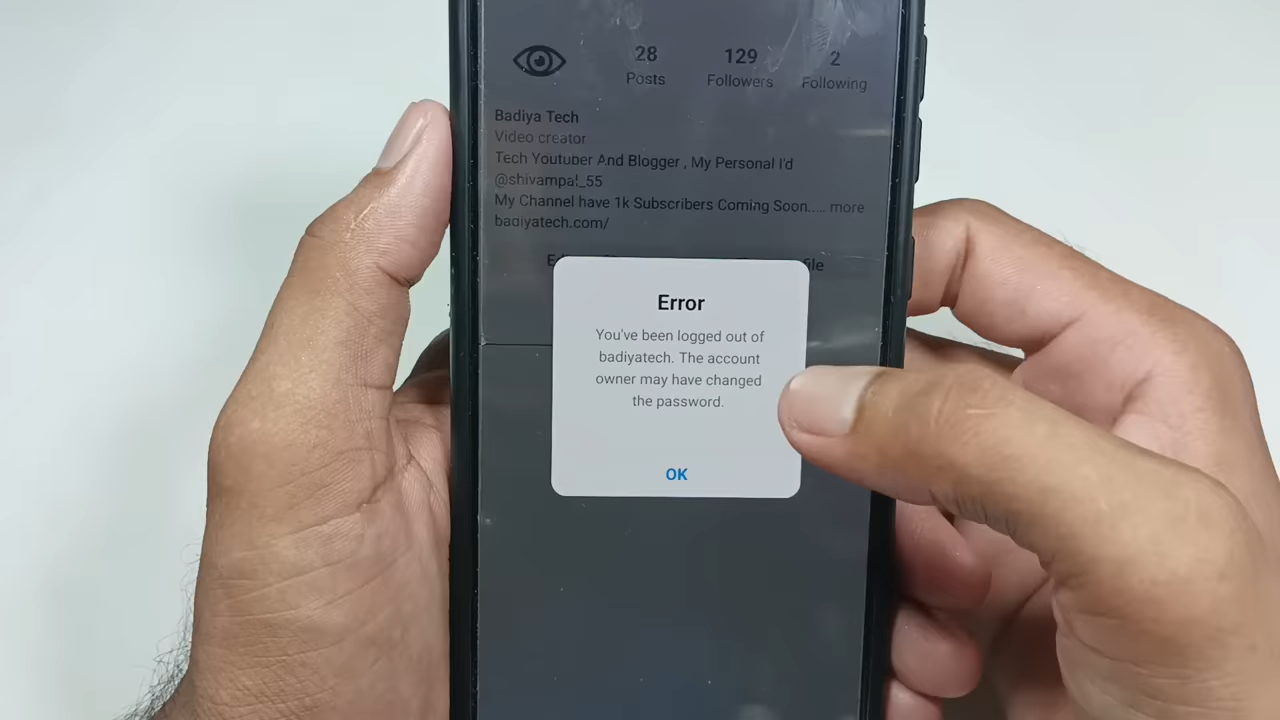 28 129 2
Posts Followers Following
Badiya Tech
Video creator
Tech Youtuber And Blogger , My Personal I'd
@shivampal_55
My Channel have 1k Subscribers Coming Soon..... more
badiyatech.com/
Error
You've been logged out of
badiyatech. The account
owner may have changed
the password.
OK